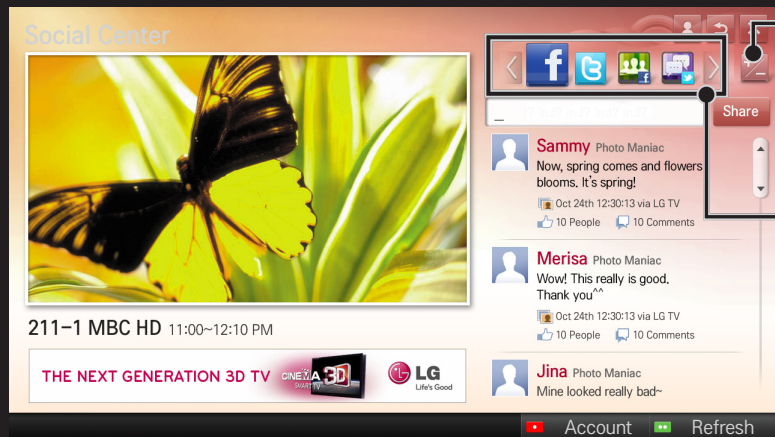 Social Center
Share
Sammy Photo Maniac
Now, spring comes and flowers
blooms. It's spring!
Oct 24th 12:30:13 via LG TV
10 People 10 Comments
Merisa Photo Maniac
Wow! This really is good.
Thank you^^
Oct 24th 12:30:13 via LG TV
10 People 10 Comments
Jina Photo Maniac
Mine looked really bad~
211-1 MBC HD 11:00~12:10 PM
THE NEXT GENERATION 3D TV CINEMA 3D SMART TV LG Life's Good
Account Refresh